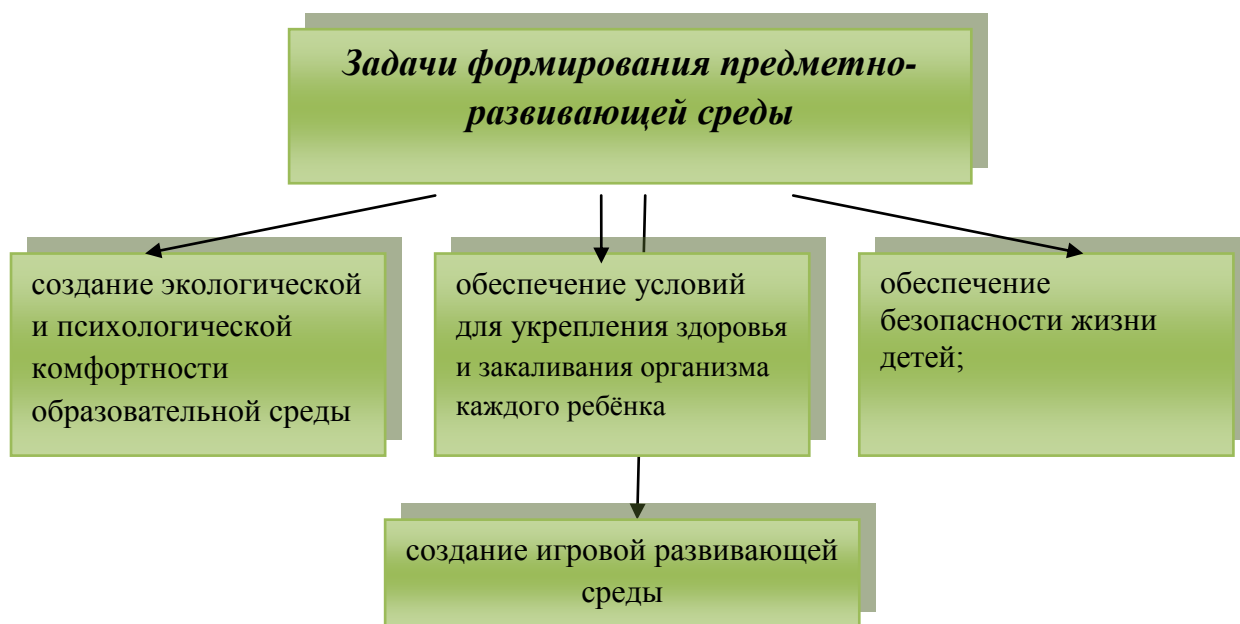 Задачи формирования предметно-
развивающей среды
создание экологической
и психологической
комфортности
образовательной среды
обеспечение условий
для укрепления здоровья
и закаливания организма
каждого ребёнка
обеспечение
безопасности жизни
детей;
создание игровой развивающей
среды